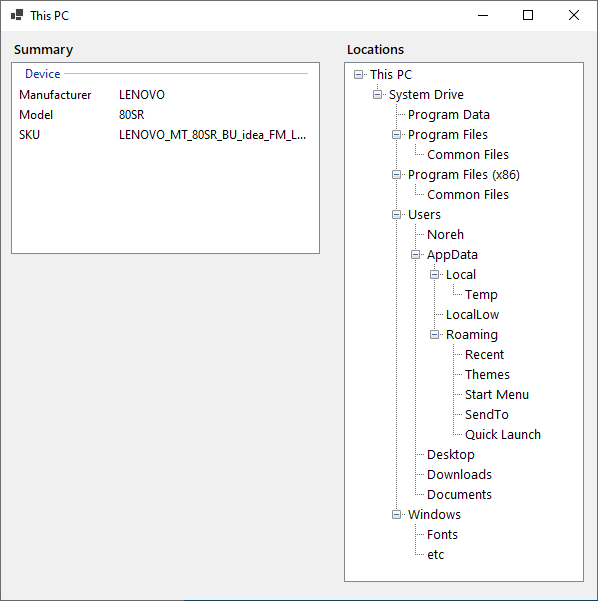 This PC
Summary
Device
Manufacturer LENOVO
Model 80SR
SKU LENOVO_MT_80SR_BU_idea_FM_L...
Locations
This PC
System Drive
Program Data
Program Files
Common Files
Program Files (x86)
Common Files
Users
Noreh
AppData
Local
Temp
LocalLow
Roaming
Recent
Themes
Start Menu
SendTo
Quick Launch
Desktop
Downloads
Documents
Windows
Fonts
etc